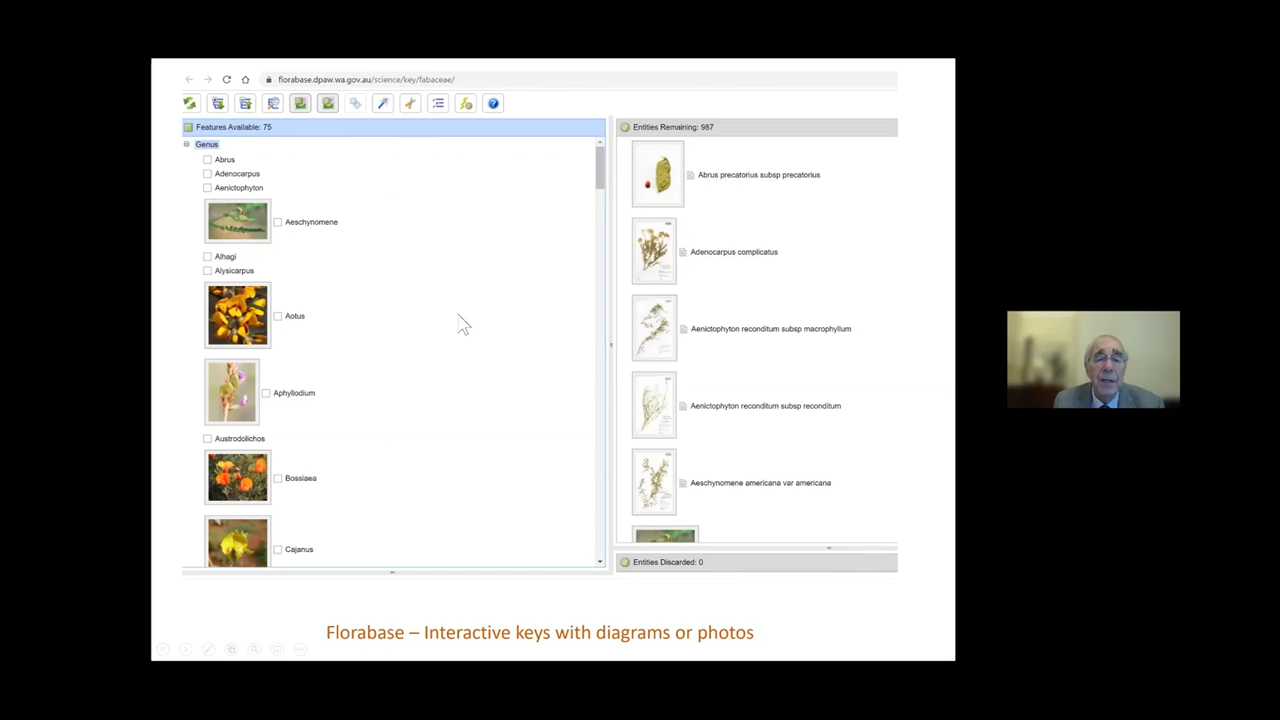 florabase.dpaw.wa.gov.au/science/key/fabaceae/
Features Available: 75
Genus
Abrus
Adenocarpus
Aenictophyton
Aeschynomene
Alhagi
Alysicarpus
Aotus
Aphyllodium
Austrodolichos
Bossiaea
Cajanus
Entities Remaining: 987
Abrus precatorius subsp precatorius
Adenocarpus complicatus
Aenictophyton reconditum subsp macrophyllum
Aenictophyton reconditum subsp reconditum
Aeschynomene americana var americana
Entities Discarded: 0
Florabase – Interactive keys with diagrams or photos